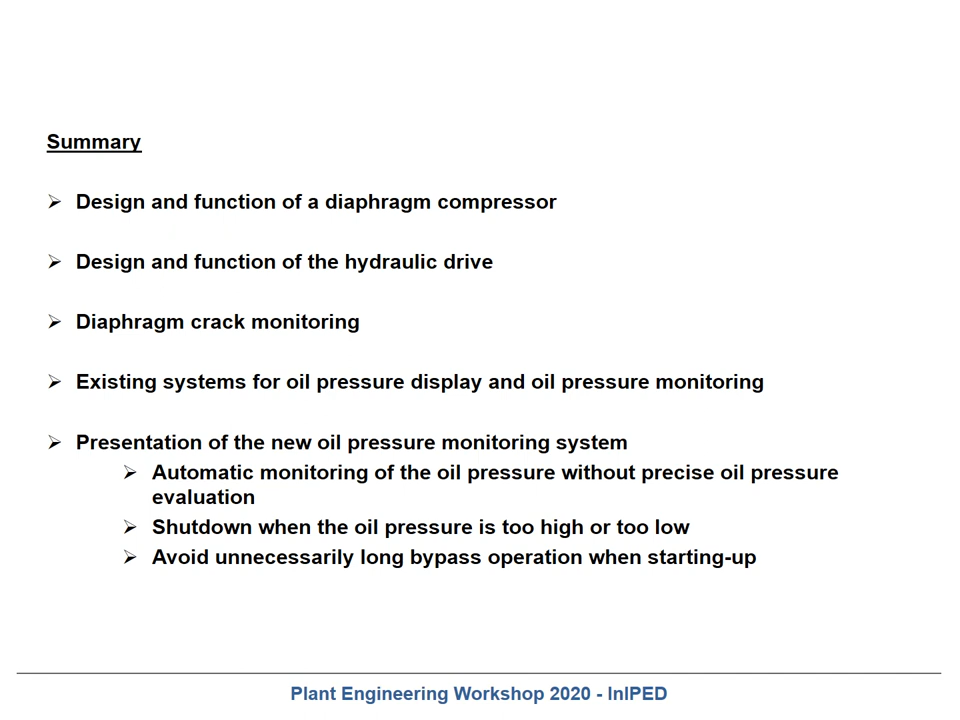 Summary
Design and function of a diaphragm compressor
Design and function of the hydraulic drive
Diaphragm crack monitoring
Existing systems for oil pressure display and oil pressure monitoring
Presentation of the new oil pressure monitoring system
Automatic monitoring of the oil pressure without precise oil pressure
evaluation
Shutdown when the oil pressure is too high or too low
Avoid unnecessarily long bypass operation when starting-up
Plant Engineering Workshop 2020 - InIPED